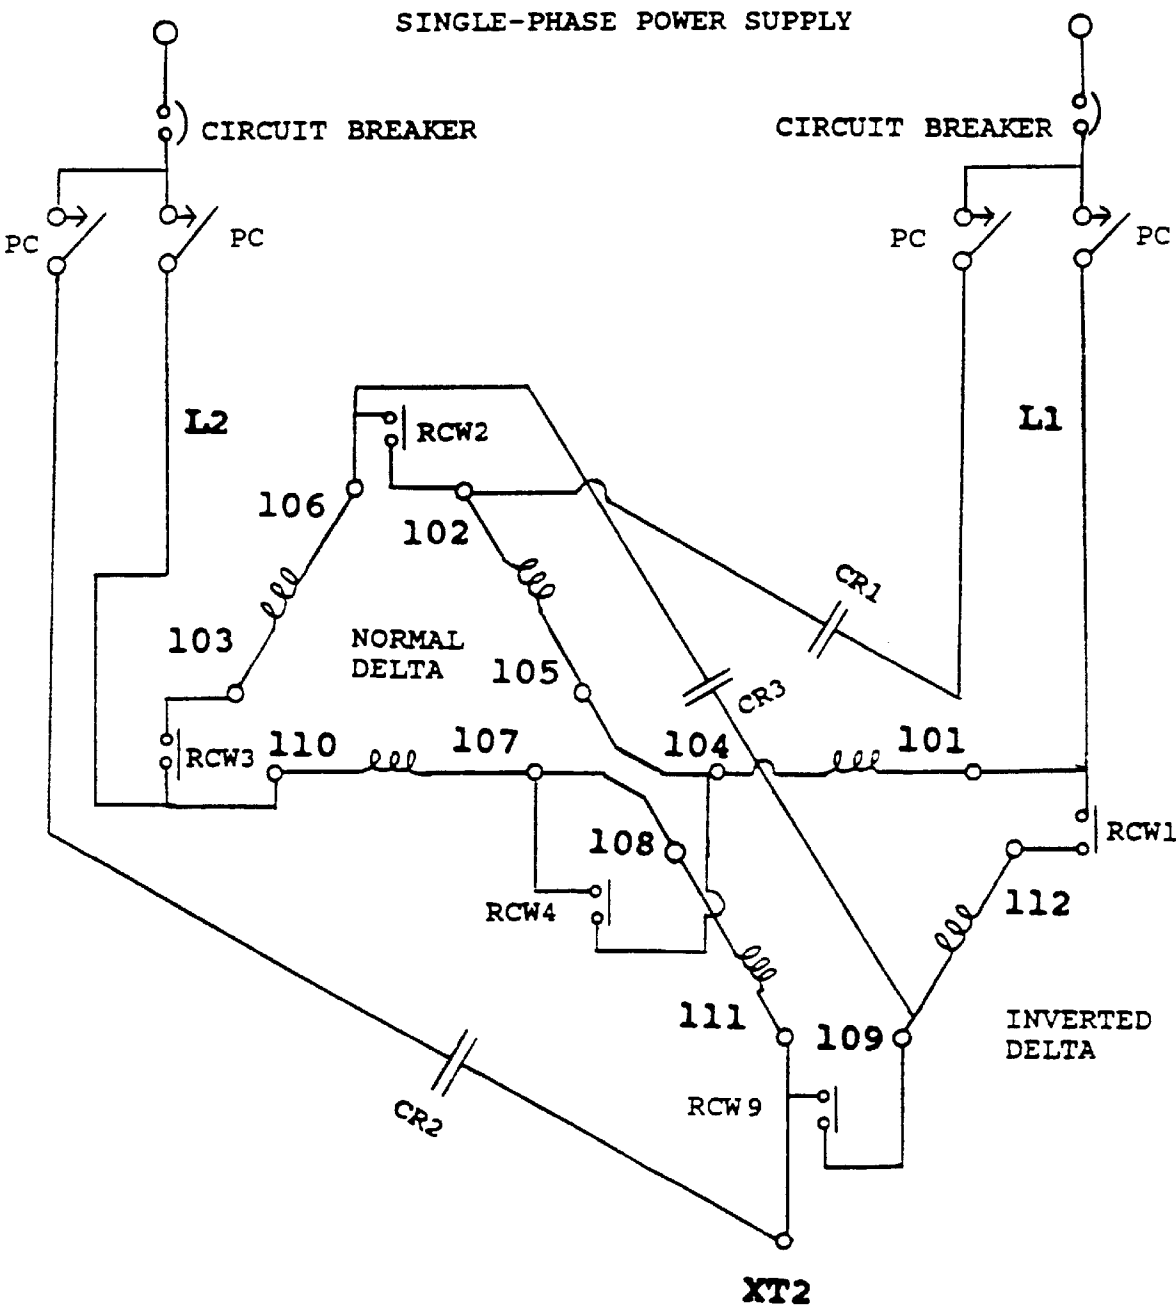 SINGLE-PHASE POWER SUPPLY
CIRCUIT BREAKER
CIRCUIT BREAKER
PC
PC
PC
PC
L2
L1
RCW2
106
102
CR1
103
NORMAL
DELTA
105
CR3
RCW3
110
107
104
101
RCW1
108
112
RCW4
111
109
INVERTED
DELTA
RCW9
CR2
XT2